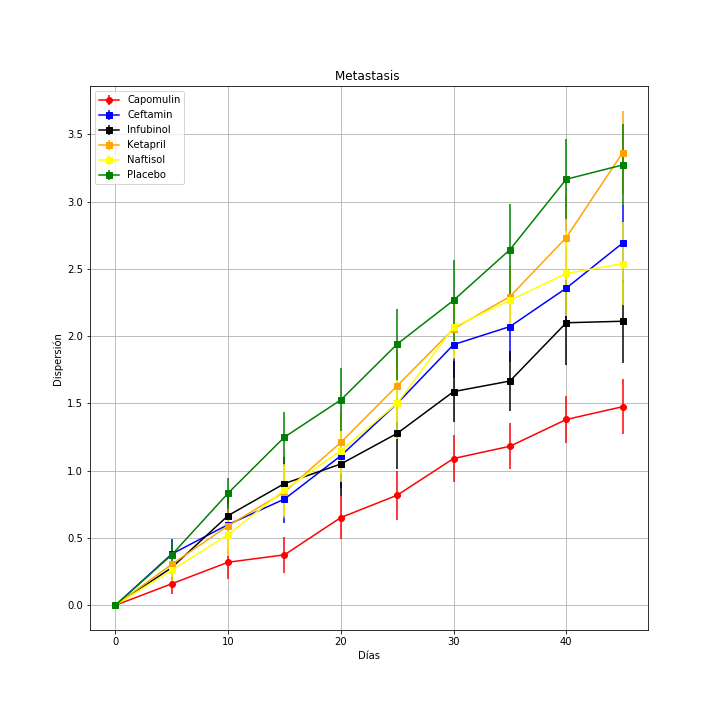 Metastasis
Capomulin
Ceftamin
Infubinol
Ketapril
Naftisol
Placebo
3.5
3.0
2.5
2.0
1.5
1.0
0.5
0.0
Dispersión
0 10 20 30 40
Días